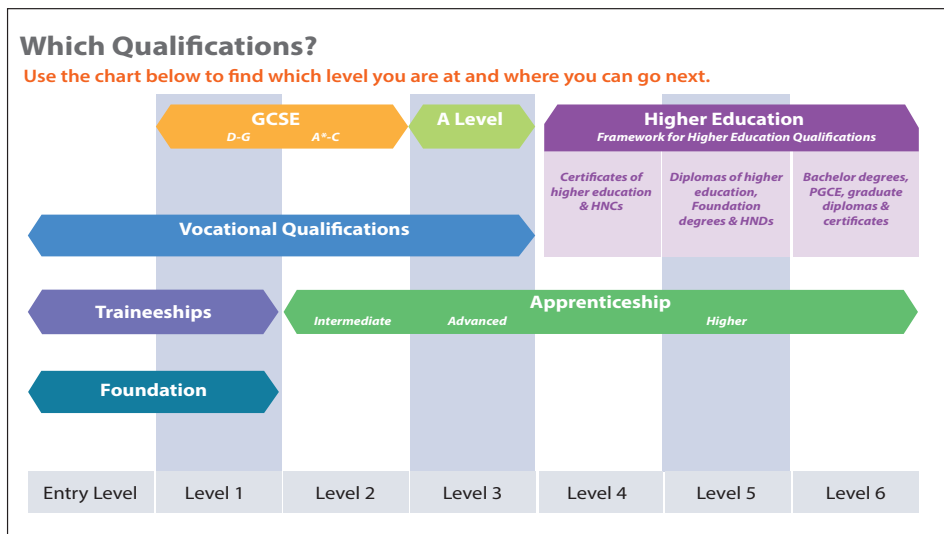 Which Qualifications?
Use the chart below to find which level you are at and where you can go next.
GCSE
D-G A*-C
A Level
Higher Education
Framework for Higher Education Qualifications
Certificates of
higher education
& HNCs
Diplomas of higher
education,
Foundation
degrees & HNDs
Bachelor degrees,
PGCE, graduate
diplomas &
certificates
Vocational Qualifications
Traineeships
Apprenticeship
Intermediate Advanced Higher
Foundation
Entry Level Level 1 Level 2 Level 3 Level 4 Level 5 Level 6